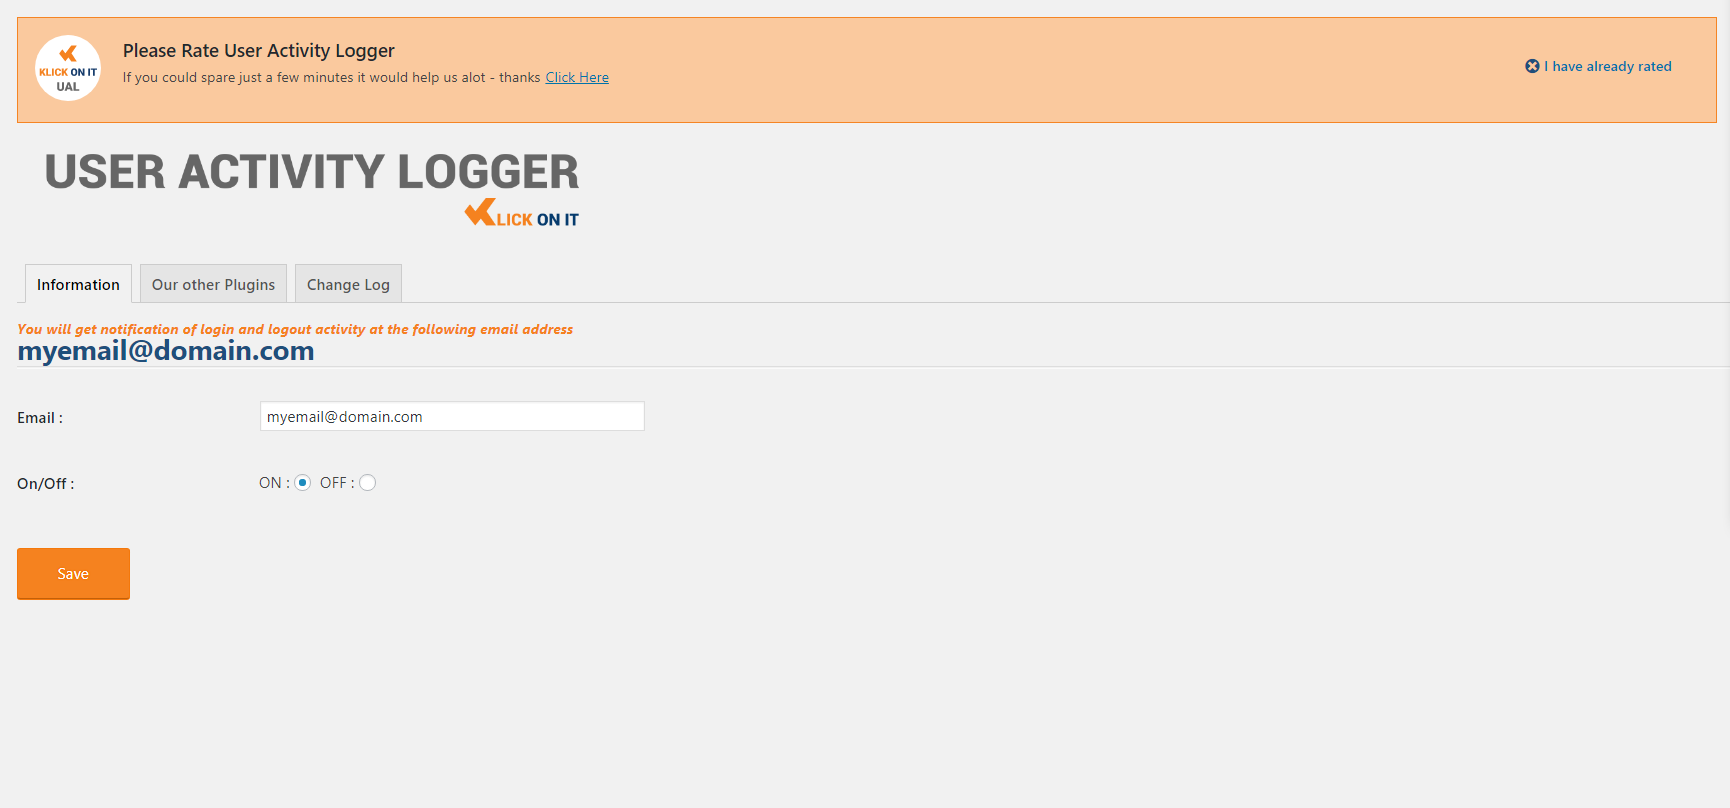 KLICK ON IT
UAL
Please Rate User Activity Logger
If you could spare just a few minutes it would help us alot - thanks Click Here
I have already rated
USER ACTIVITY LOGGER
KLICK ON IT
Information
Our other Plugins
Change Log
You will get notification of login and logout activity at the following email address
myemail@domain.com
Email :
myemail@domain.com
On/Off :
ON :
OFF :
Save